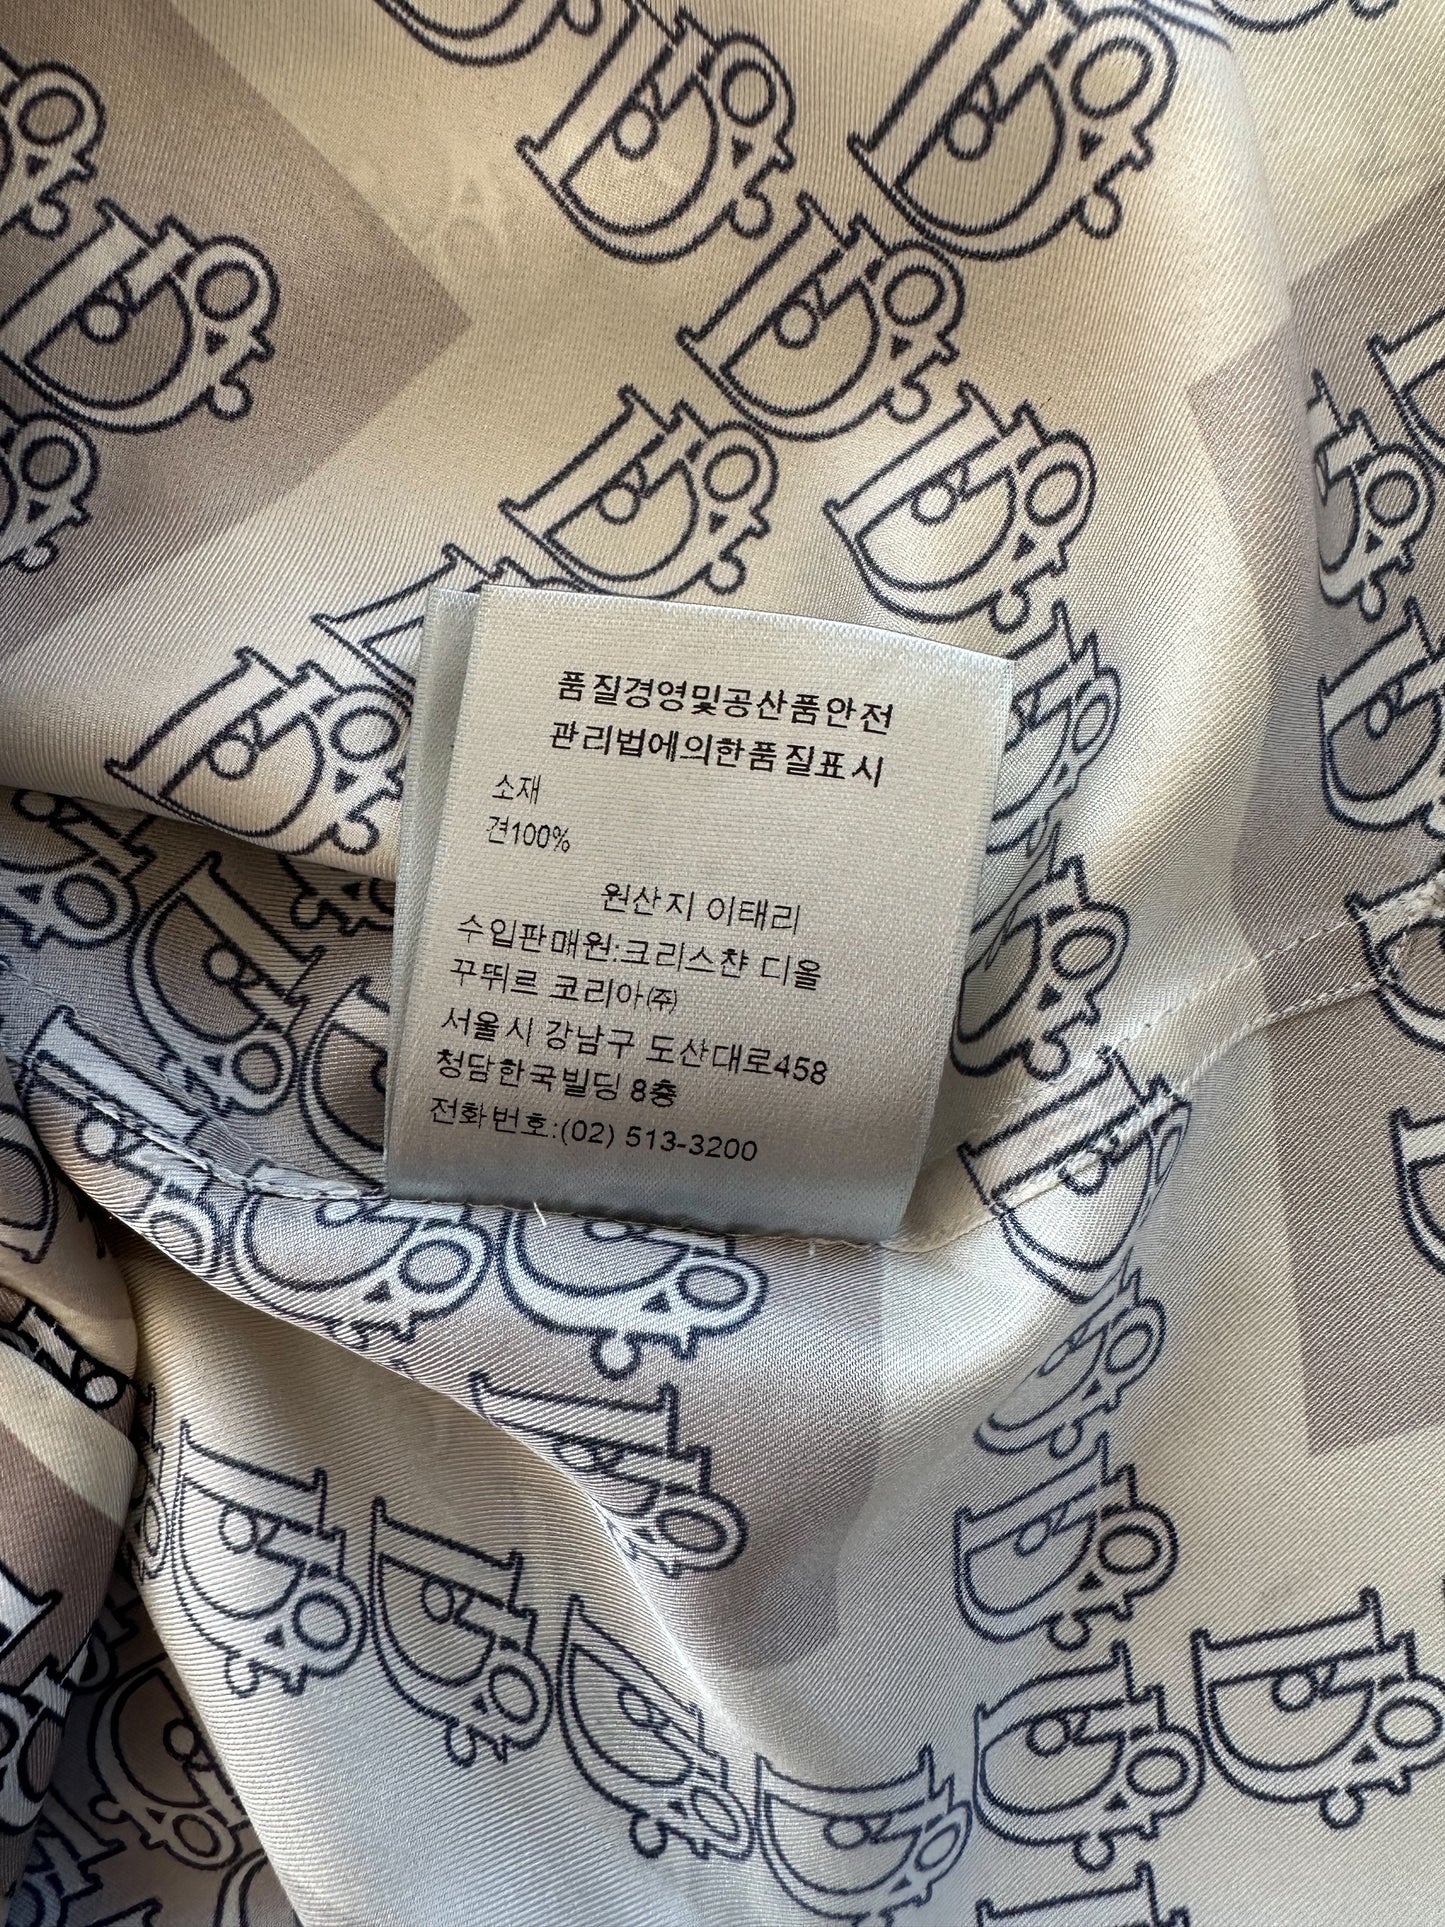 품질경영및공산품안전
관리법에의한품질표시
소재
견100%
원산지 이태리
수입판매원:크리스챤 디올
꾸뛰르 코리아㈜
서울시 강남구 도산대로458
청담한국빌딩 8층
전화번호:(02) 513-3200